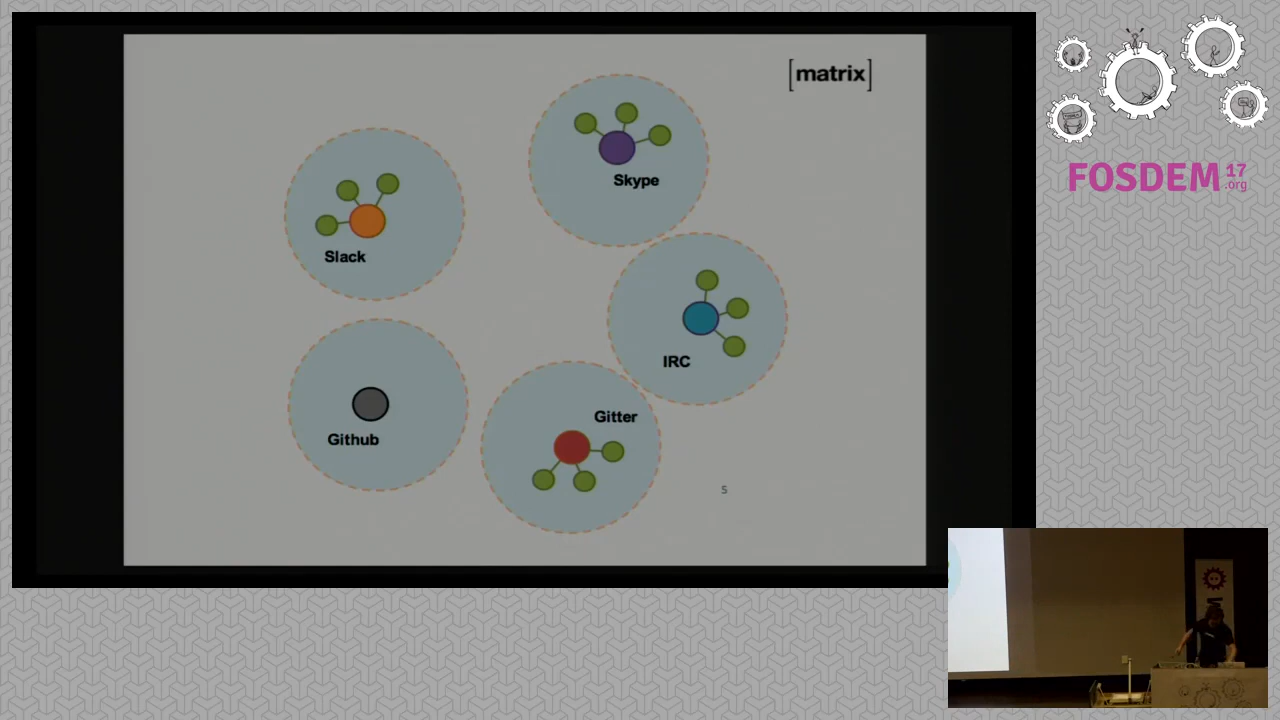 [matrix]
Skype
Slack
IRC
Gitter
Github
5
FOSDEM 17
.org